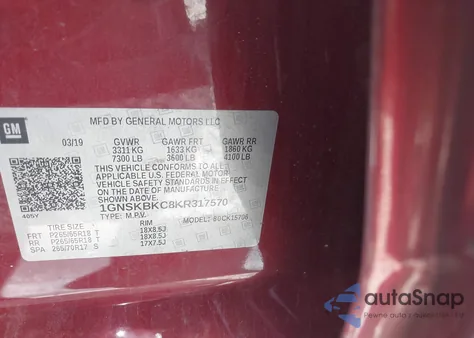 MFD BY GENERAL MOTORS LLC
GM
03/19 GVWR GAWR FRT GAWR RR
3311 KG 1633 KG 1860 KG
7300 LB 3600 LB 4100 LB
THIS VEHICLE CONFORMS TO ALL
APPLICABLE U.S. FEDERAL MOTOR
VEHICLE SAFETY STANDARDS IN
EFFECT ON THE DATE OF
MANUFACTURE SHOWN ABOVE.
1GNSKBKC8KR317570
TYPE: M.P.V. MODEL:
TIRE SIZE RIM
FRT P265/65R18 T 18X8.5J
RR P265/65R18 T 18X8.5J
SPA 265/70R17 S 17X7.5J
autoSnap
Pewne auto z